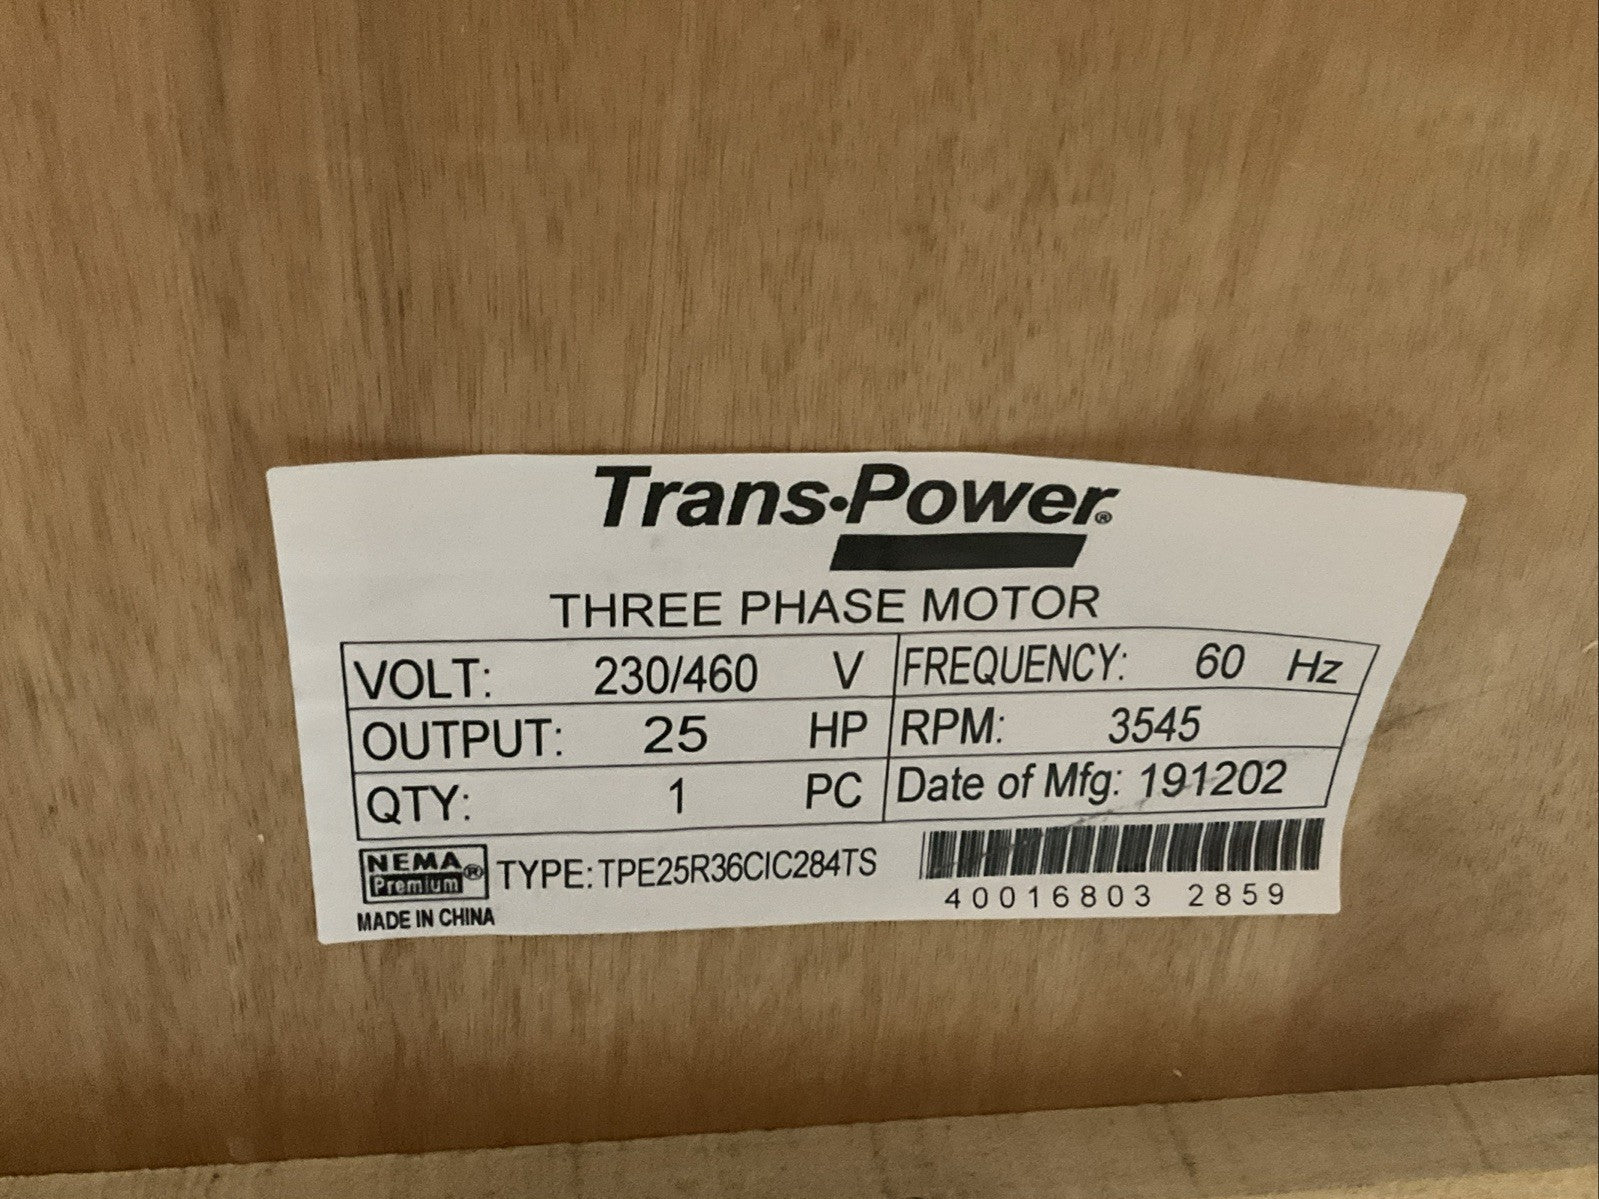 Trans·Power®
THREE PHASE MOTOR
VOLT: 230/460 V FREQUENCY: 60 Hz
OUTPUT: 25 HP RPM: 3545
QTY: 1 PC Date of Mfg: 191202
NEMA Premium® TYPE: TPE25R36CIC284TS
MADE IN CHINA
40016803 2859